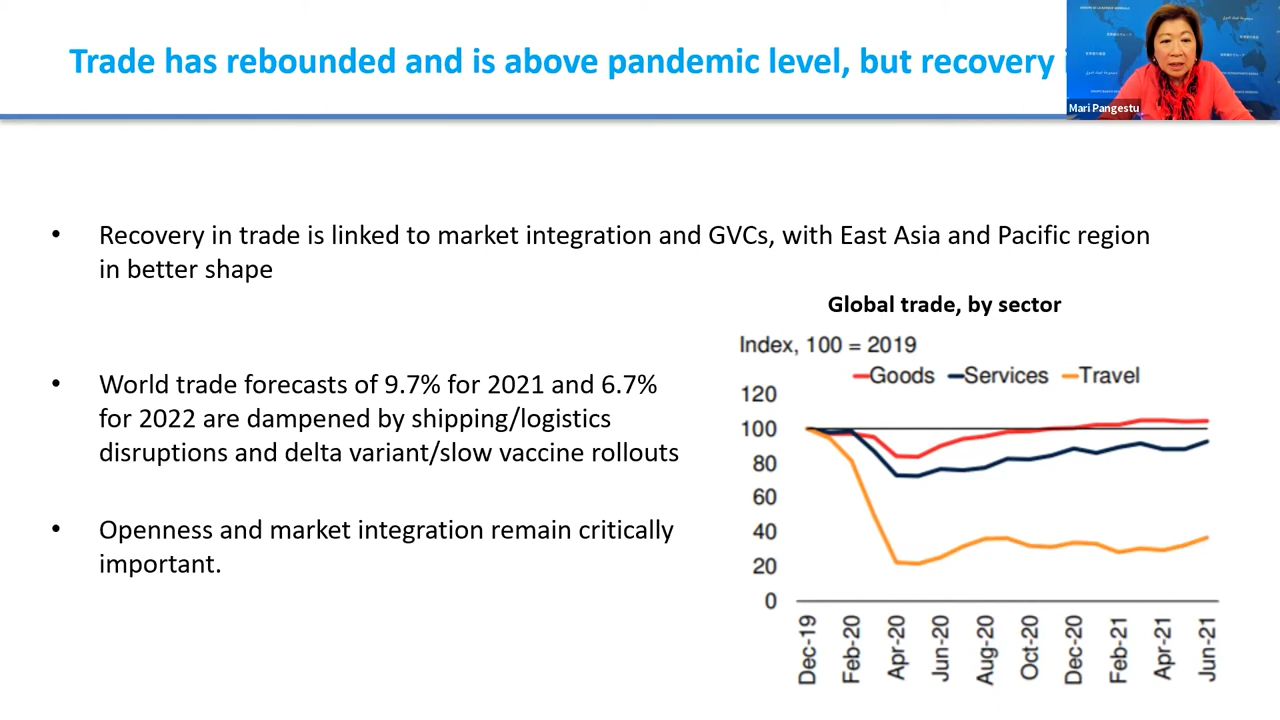 Trade has rebounded and is above pandemic level, but recovery
Mari Pangestu
• Recovery in trade is linked to market integration and GVCs, with East Asia and Pacific region
in better shape
Global trade, by sector
Index, 100 = 2019
Goods Services Travel
• World trade forecasts of 9.7% for 2021 and 6.7%
for 2022 are dampened by shipping/logistics
disruptions and delta variant/slow vaccine rollouts
• Openness and market integration remain critically
important.
120
100
80
60
40
20
0
Dec-19
Feb-20
Apr-20
Jun-20
Aug-20
Oct-20
Dec-20
Feb-21
Apr-21
Jun-21